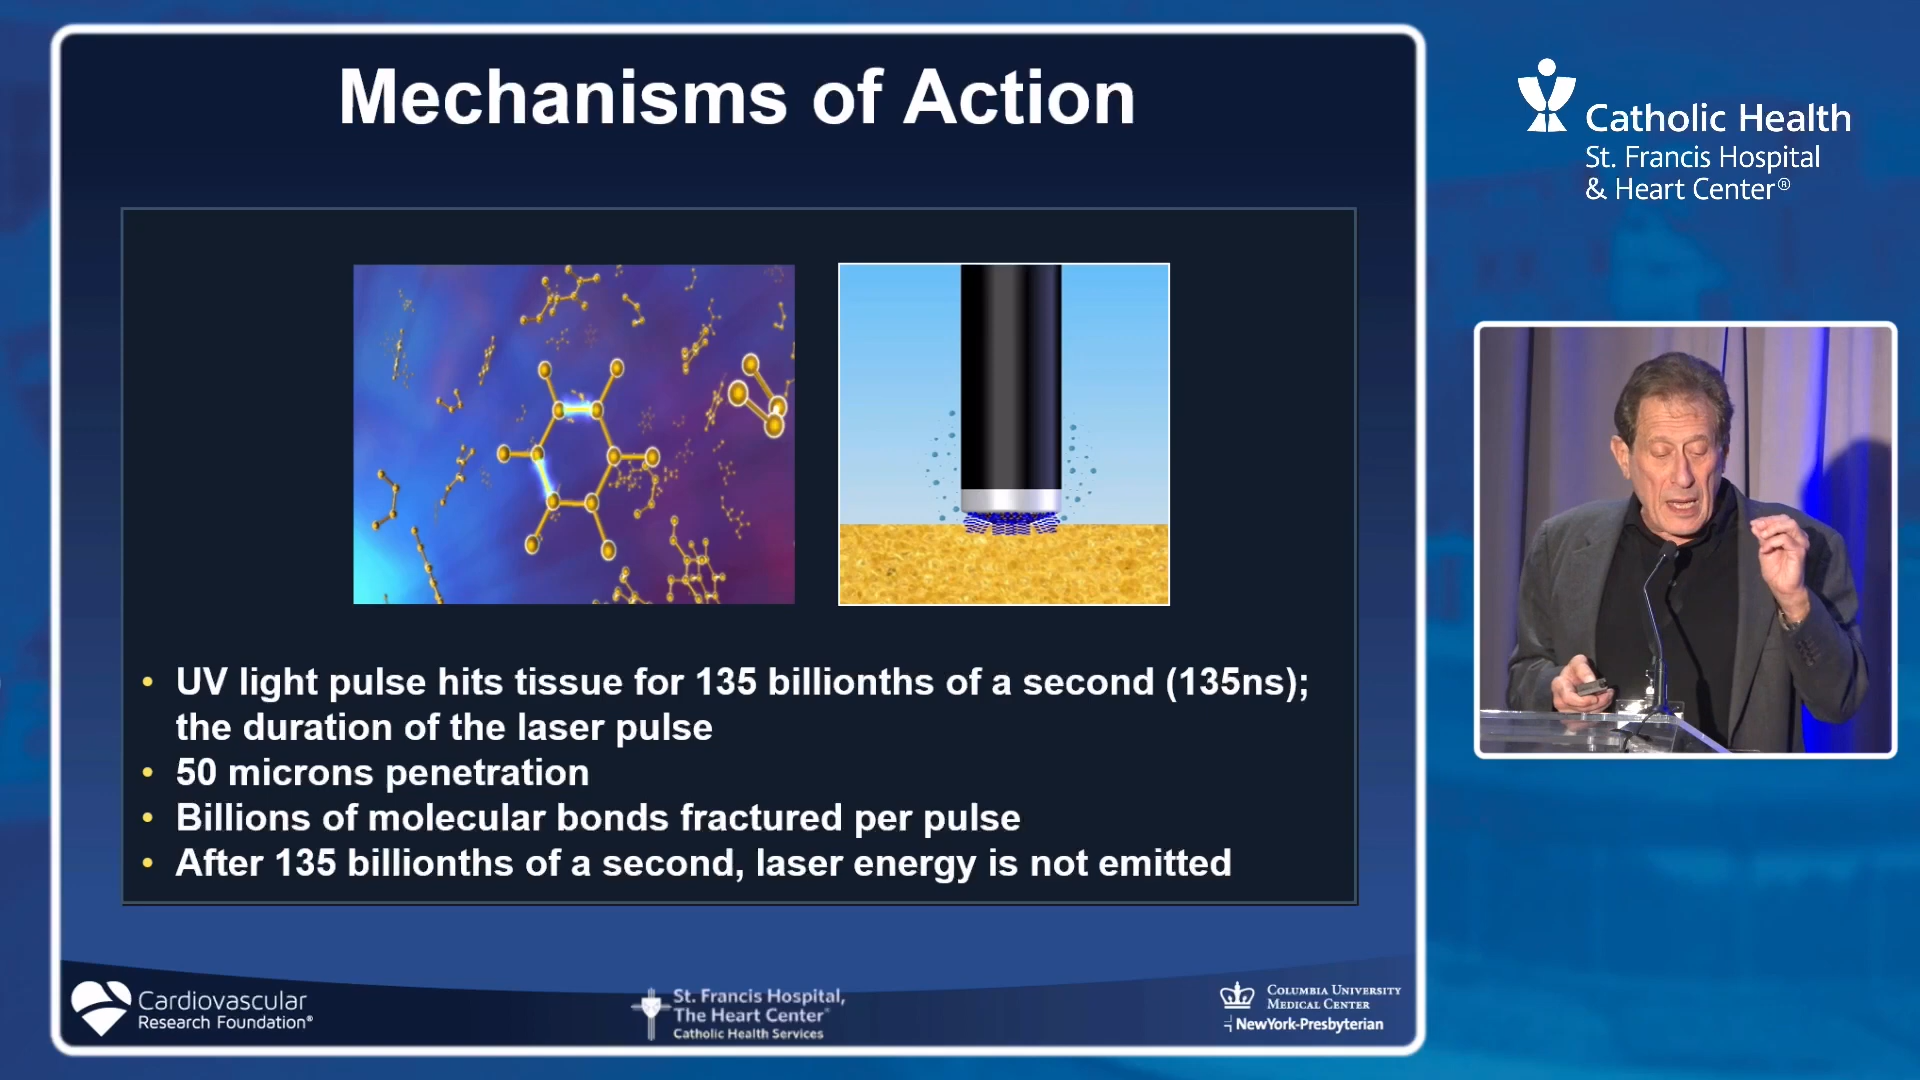 Mechanisms of Action
• UV light pulse hits tissue for 135 billionths of a second (135ns);
the duration of the laser pulse
• 50 microns penetration
• Billions of molecular bonds fractured per pulse
• After 135 billionths of a second, laser energy is not emitted
Cardiovascular
Research Foundation®
St. Francis Hospital,
The Heart Center®
Catholic Health Services
COLUMBIA UNIVERSITY
MEDICAL CENTER
NewYork-Presbyterian
Catholic Health
St. Francis Hospital
& Heart Center®